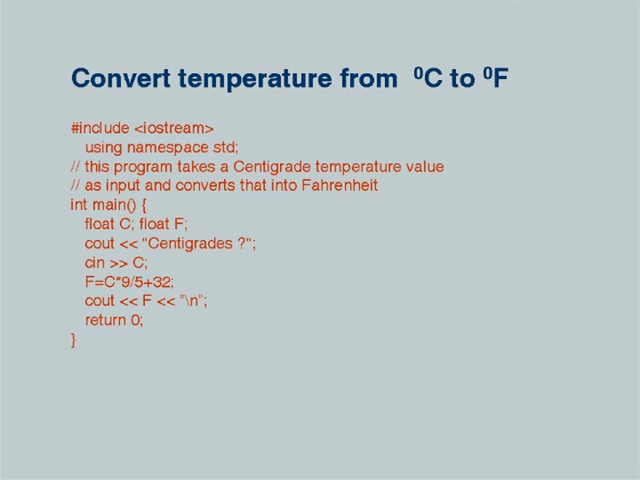 Convert temperature from ⁰C to ⁰F
#include <iostream>
using namespace std;
// this program takes a Centigrade temperature value
// as input and converts that into Fahrenheit
int main() {
float C; float F;
cout << "Centigrades ?";
cin >> C;
F=C*9/5+32;
cout << F << "\n";
return 0;
}